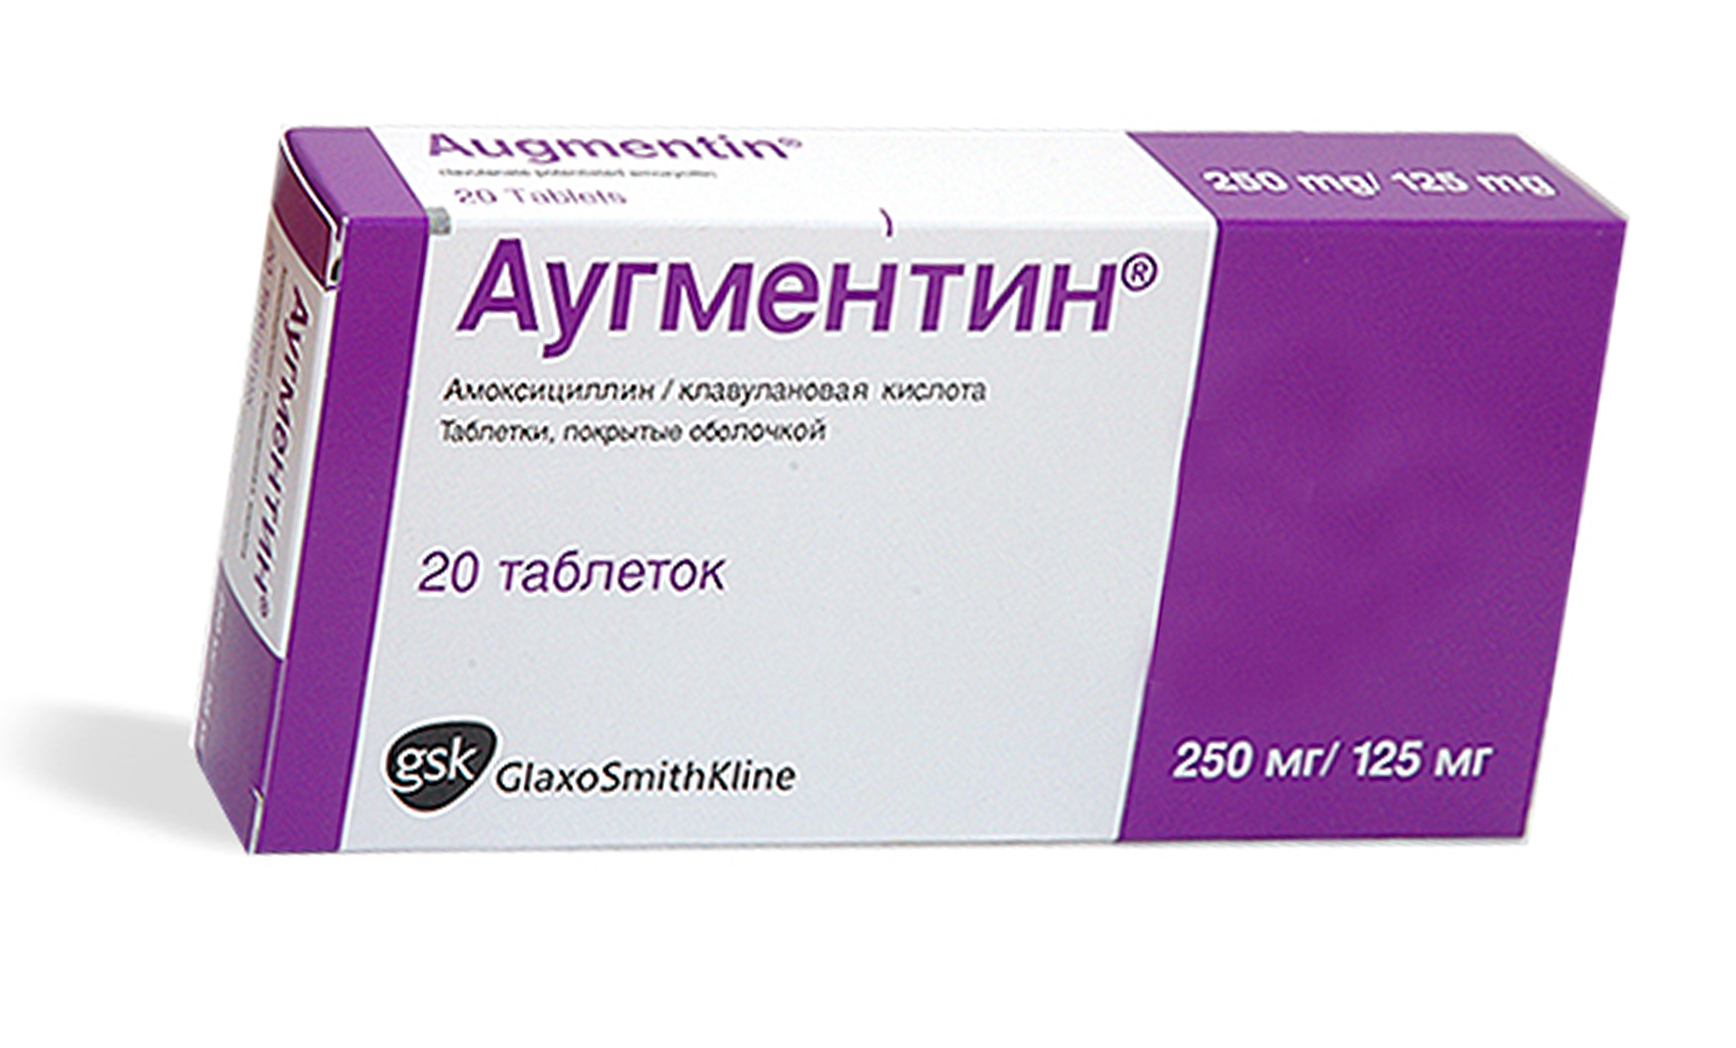 Augmentin®
20 Tablets
250 mg/ 125 mg
Аугментин®
Амоксициллин / клавулановая кислота
Таблетки, покрытые оболочкой
20 таблеток
gsk GlaxoSmithKline
250 мг/ 125 мг
Аугментин®